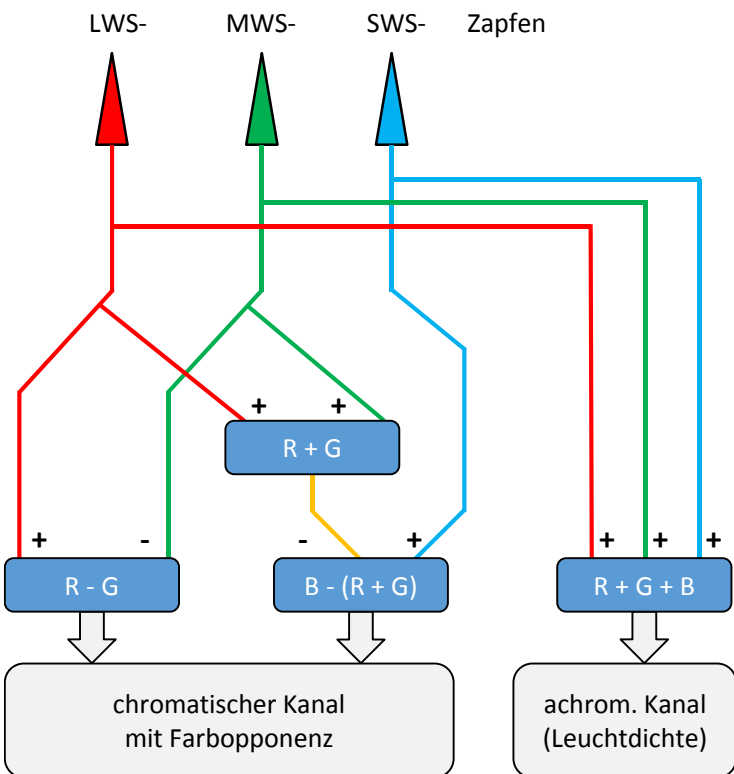 LWS- MWS- SWS- Zapfen
+ +
R + G
+ - - + + + +
R - G B - (R + G) R + G + B
chromatischer Kanal
mit Farbopponenz
achrom. Kanal
(Leuchtdichte)